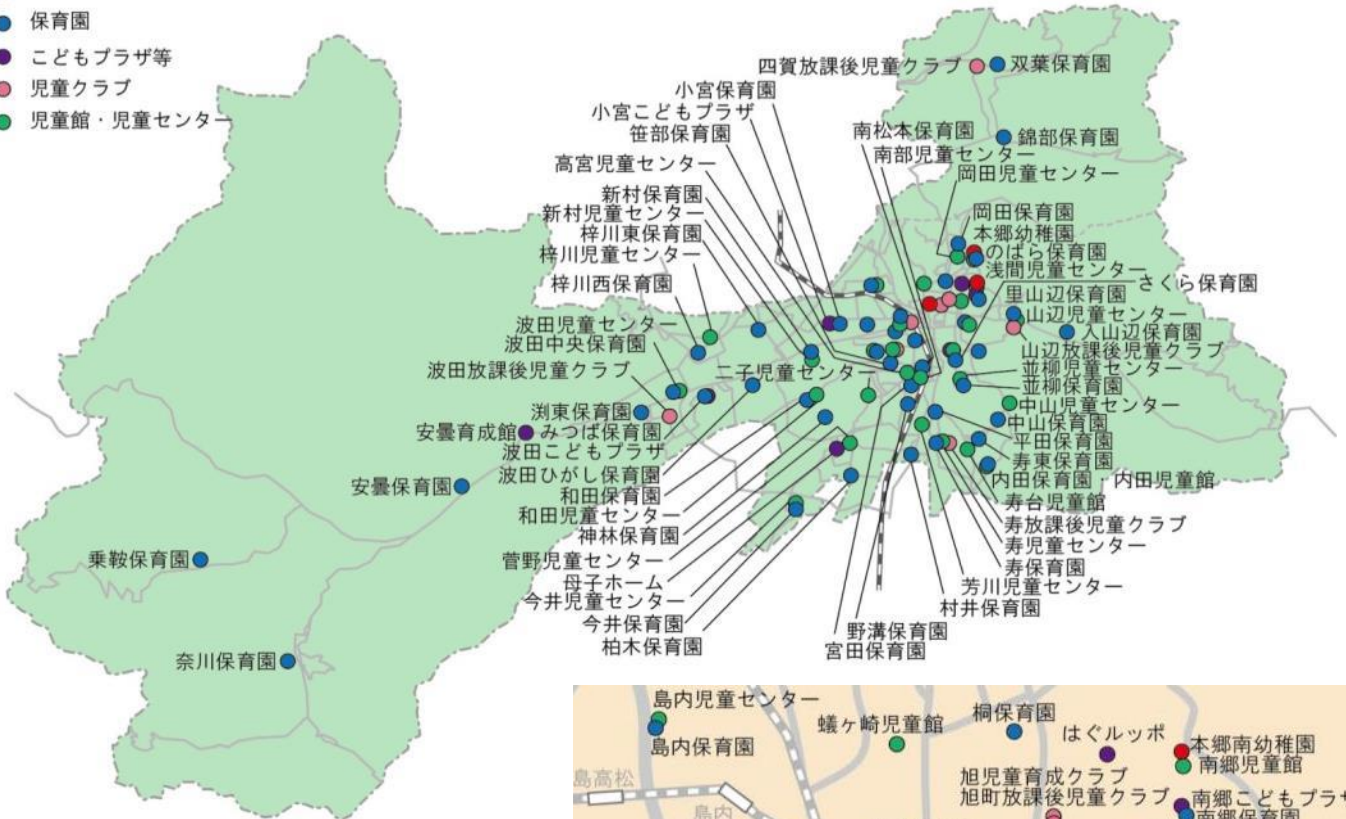 保育園
こどもプラザ等
児童クラブ
児童館・児童センター
四賀放課後児童クラブ
双葉保育園
小宮保育園
小宮こどもプラザ
笹部保育園
高宮児童センター
新村保育園
新村児童センター
梓川東保育園
梓川児童センター
梓川西保育園
波田児童センター
波田中央保育園
波田放課後児童クラブ
渕東保育園
安曇育成館
みつば保育園
波田こどもプラザ
波田ひがし保育園
和田保育園
和田児童センター
神林保育園
菅野児童センター
母子ホーム
今井児童センター
今井保育園
柏木保育園
安曇保育園
乗鞍保育園
奈川保育園
二子児童センター
南松本保育園
南部児童センター
錦部保育園
岡田児童センター
岡田保育園
本郷幼稚園
のばら保育園
浅間児童センター
さくら保育園
里山辺保育園
山辺児童センター
入山辺保育園
山辺放課後児童クラブ
並柳児童センター
並柳保育園
中山児童センター
中山保育園
平田保育園
寿東保育園
内田保育園・内田児童館
寿台児童館
寿放課後児童クラブ
寿児童センター
寿保育園
芳川児童センター
村井保育園
野溝保育園
宮田保育園
島内児童センター
島内保育園
蟻ヶ崎児童館
桐保育園
はぐルッポ
本郷南幼稚園
南郷児童館
旭児童育成クラブ
旭町放課後児童クラブ
南郷こどもプラザ
南郷保育園
島高松
島内